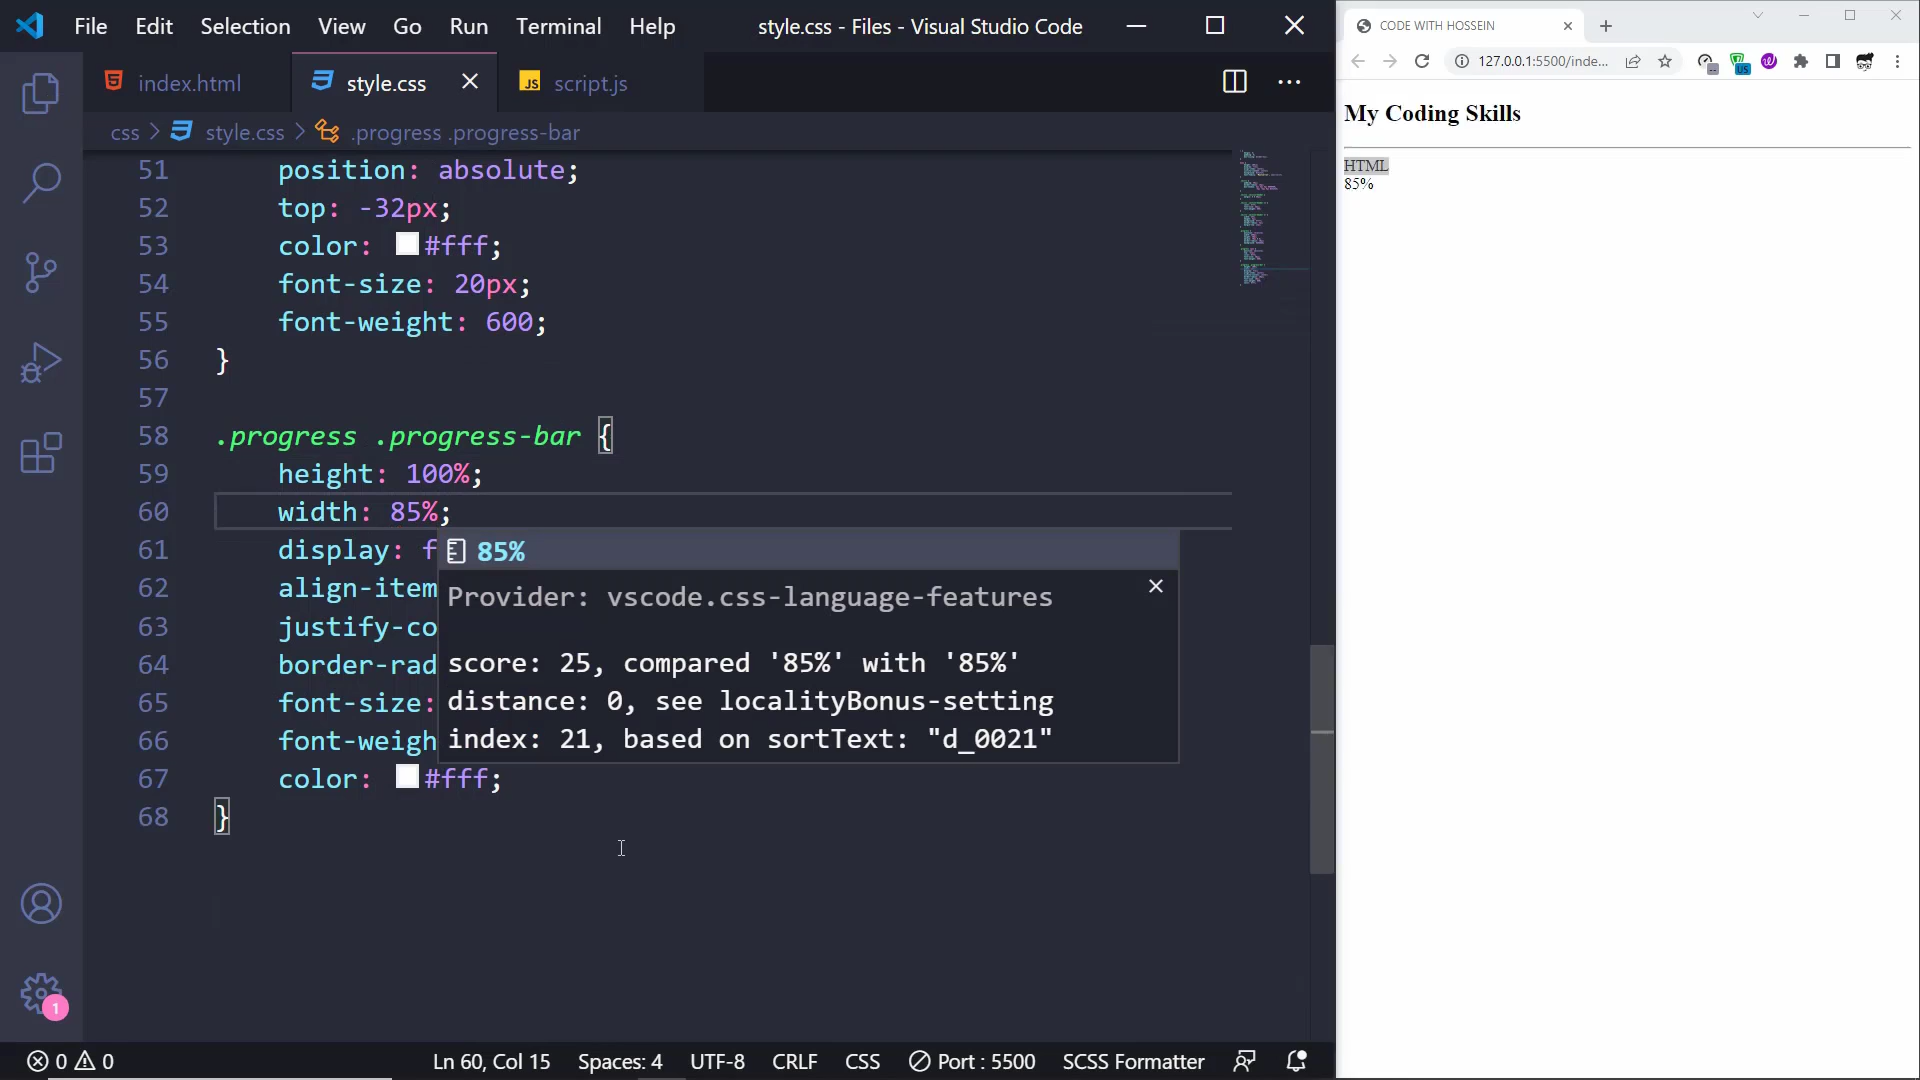 File Edit Selection View Go Run Terminal Help
style.css - Files - Visual Studio Code
CODE WITH HOSSEIN
index.html
style.css
script.js
127.0.0.1:5500/inde...
US
css > style.css > .progress .progress-bar
My Coding Skills
HTML
85%
51 position: absolute;
52 top: -32px;
53 color: #fff;
54 font-size: 20px;
55 font-weight: 600;
56 }
57
58 .progress .progress-bar {
59 height: 100%;
60 width: 85%;
61 display: f
62 align-item
63 justify-co
64 border-rad
65 font-size:
66 font-weigh
67 color: #fff;
68 }
85%
Provider: vscode.css-language-features
score: 25, compared '85%' with '85%'
distance: 0, see localityBonus-setting
index: 21, based on sortText: "d_0021"
1
0 0
Ln 60, Col 15 Spaces: 4 UTF-8 CRLF CSS Port : 5500 SCSS Formatter